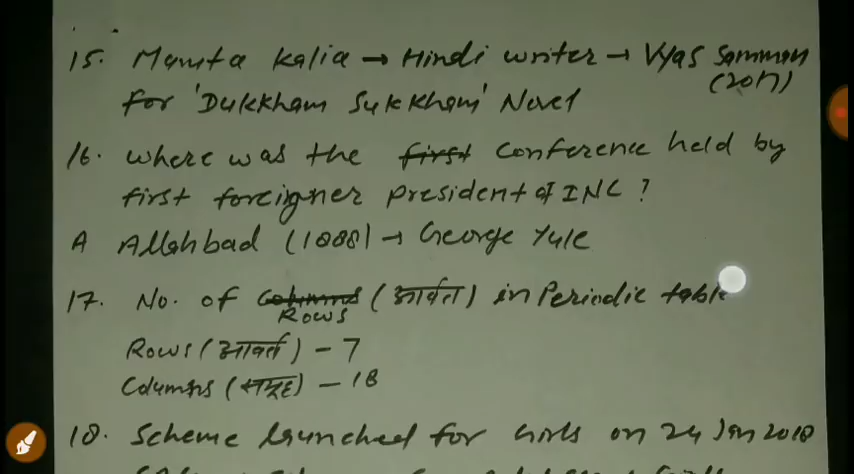 15. Mamta Kalia → Hindi writer → Vyas Samman
(2017)
for 'Dukkham Sukkham' Novel
16. where was the first conference held by
first foreigner president of INC ?
A Allahbad (1888) → George Yule
17. No. of Columns (आवर्त) in Periodic table
Rows
Rows (आवर्त) - 7
Columns (समूह) - 18
18. Scheme launched for Girls on 24 Jan 2018